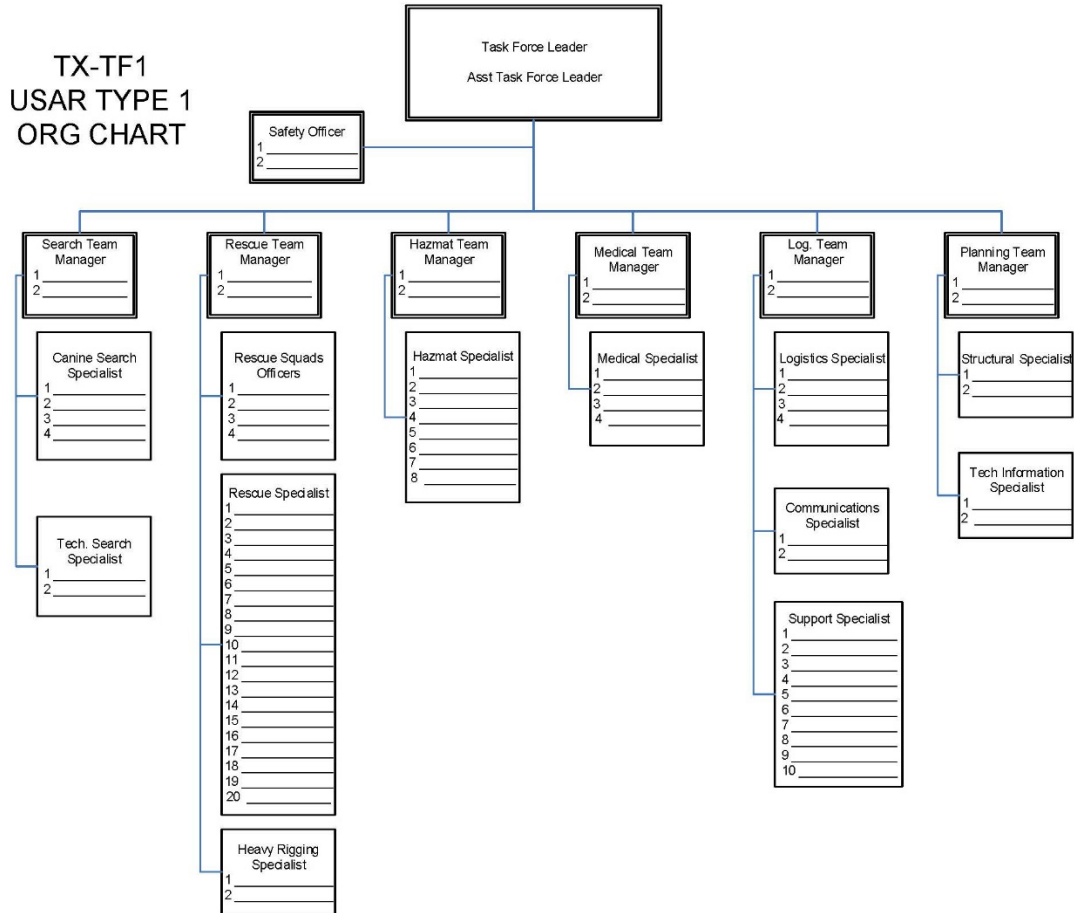 TX-TF1
USAR TYPE 1
ORG CHART
Task Force Leader
Asst Task Force Leader
Safety Officer
1
2
Search Team
Manager
1
2
Canine Search
Specialist
1
2
3
4
Tech. Search
Specialist
1
2
Rescue Team
Manager
1
2
Rescue Squads
Officers
1
2
3
4
Rescue Specialist
1
2
3
4
5
6
7
8
9
10
11
12
13
14
15
16
17
18
19
20
Heavy Rigging
Specialist
1
2
Hazmat Team
Manager
1
2
Hazmat Specialist
1
2
3
4
5
6
7
8
Medical Team
Manager
1
2
Medical Specialist
1
2
3
4
Log. Team
Manager
1
2
Logistics Specialist
1
2
3
4
Communications
Specialist
1
2
Support Specialist
1
2
3
4
5
6
7
8
9
10
Planning Team
Manager
1
2
Structural Specialist
1
2
Tech Information
Specialist
1
2